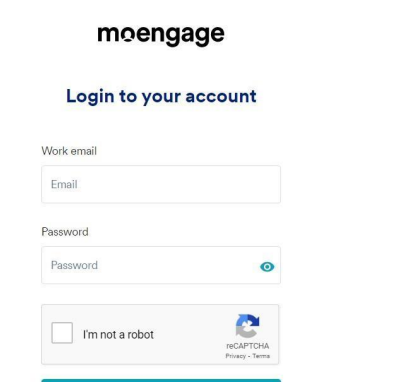 moengage
Login to your account
Work email
Email
Password
Password
I'm not a robot
reCAPTCHA
Privacy - Terms